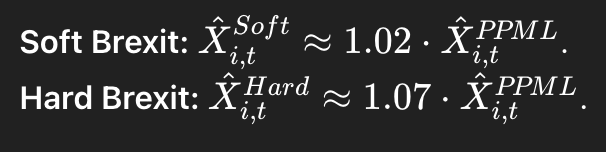 Soft Brexit: X̂_{i,t}^{Soft} ≈ 1.02 · X̂_{i,t}^{PPML}.
Hard Brexit: X̂_{i,t}^{Hard} ≈ 1.07 · X̂_{i,t}^{PPML}.